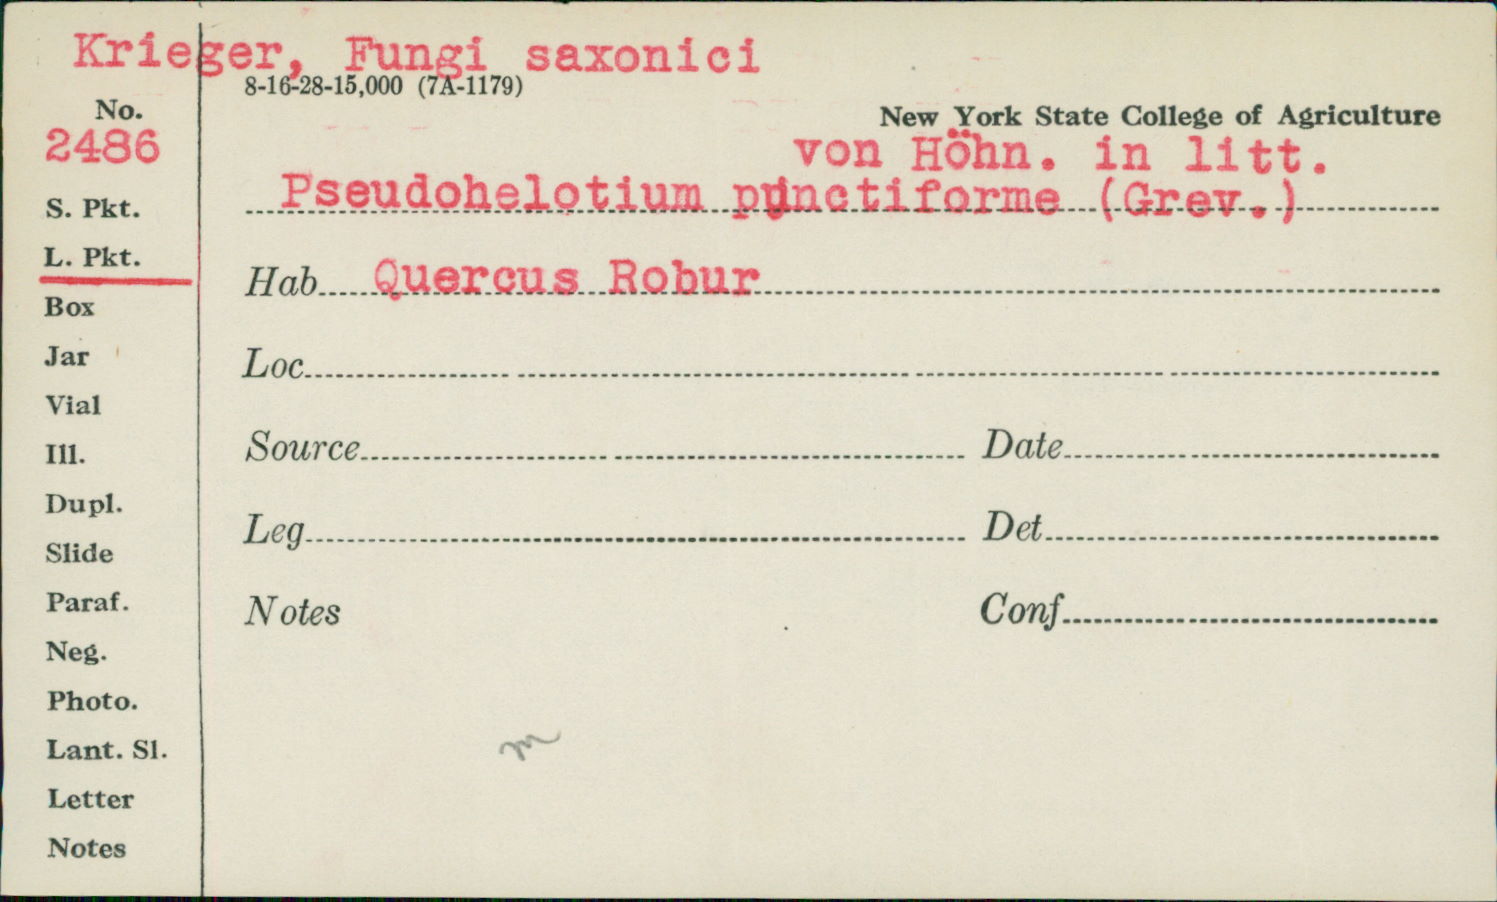 Krieger, Fungi saxonici
8-16-28-15,000 (7A-1179)
No.
2486
New York State College of Agriculture
von Höhn. in litt.
Pseudohelotium punctiforme (Grev.)
S. Pkt.
L. Pkt.
Box
Jar
Vial
Ill.
Dupl.
Slide
Paraf.
Neg.
Photo.
Lant. Sl.
Letter
Notes
Hab. Quercus Robur
Loc.
Source
Date
Leg.
Det.
Notes
Conf.
m